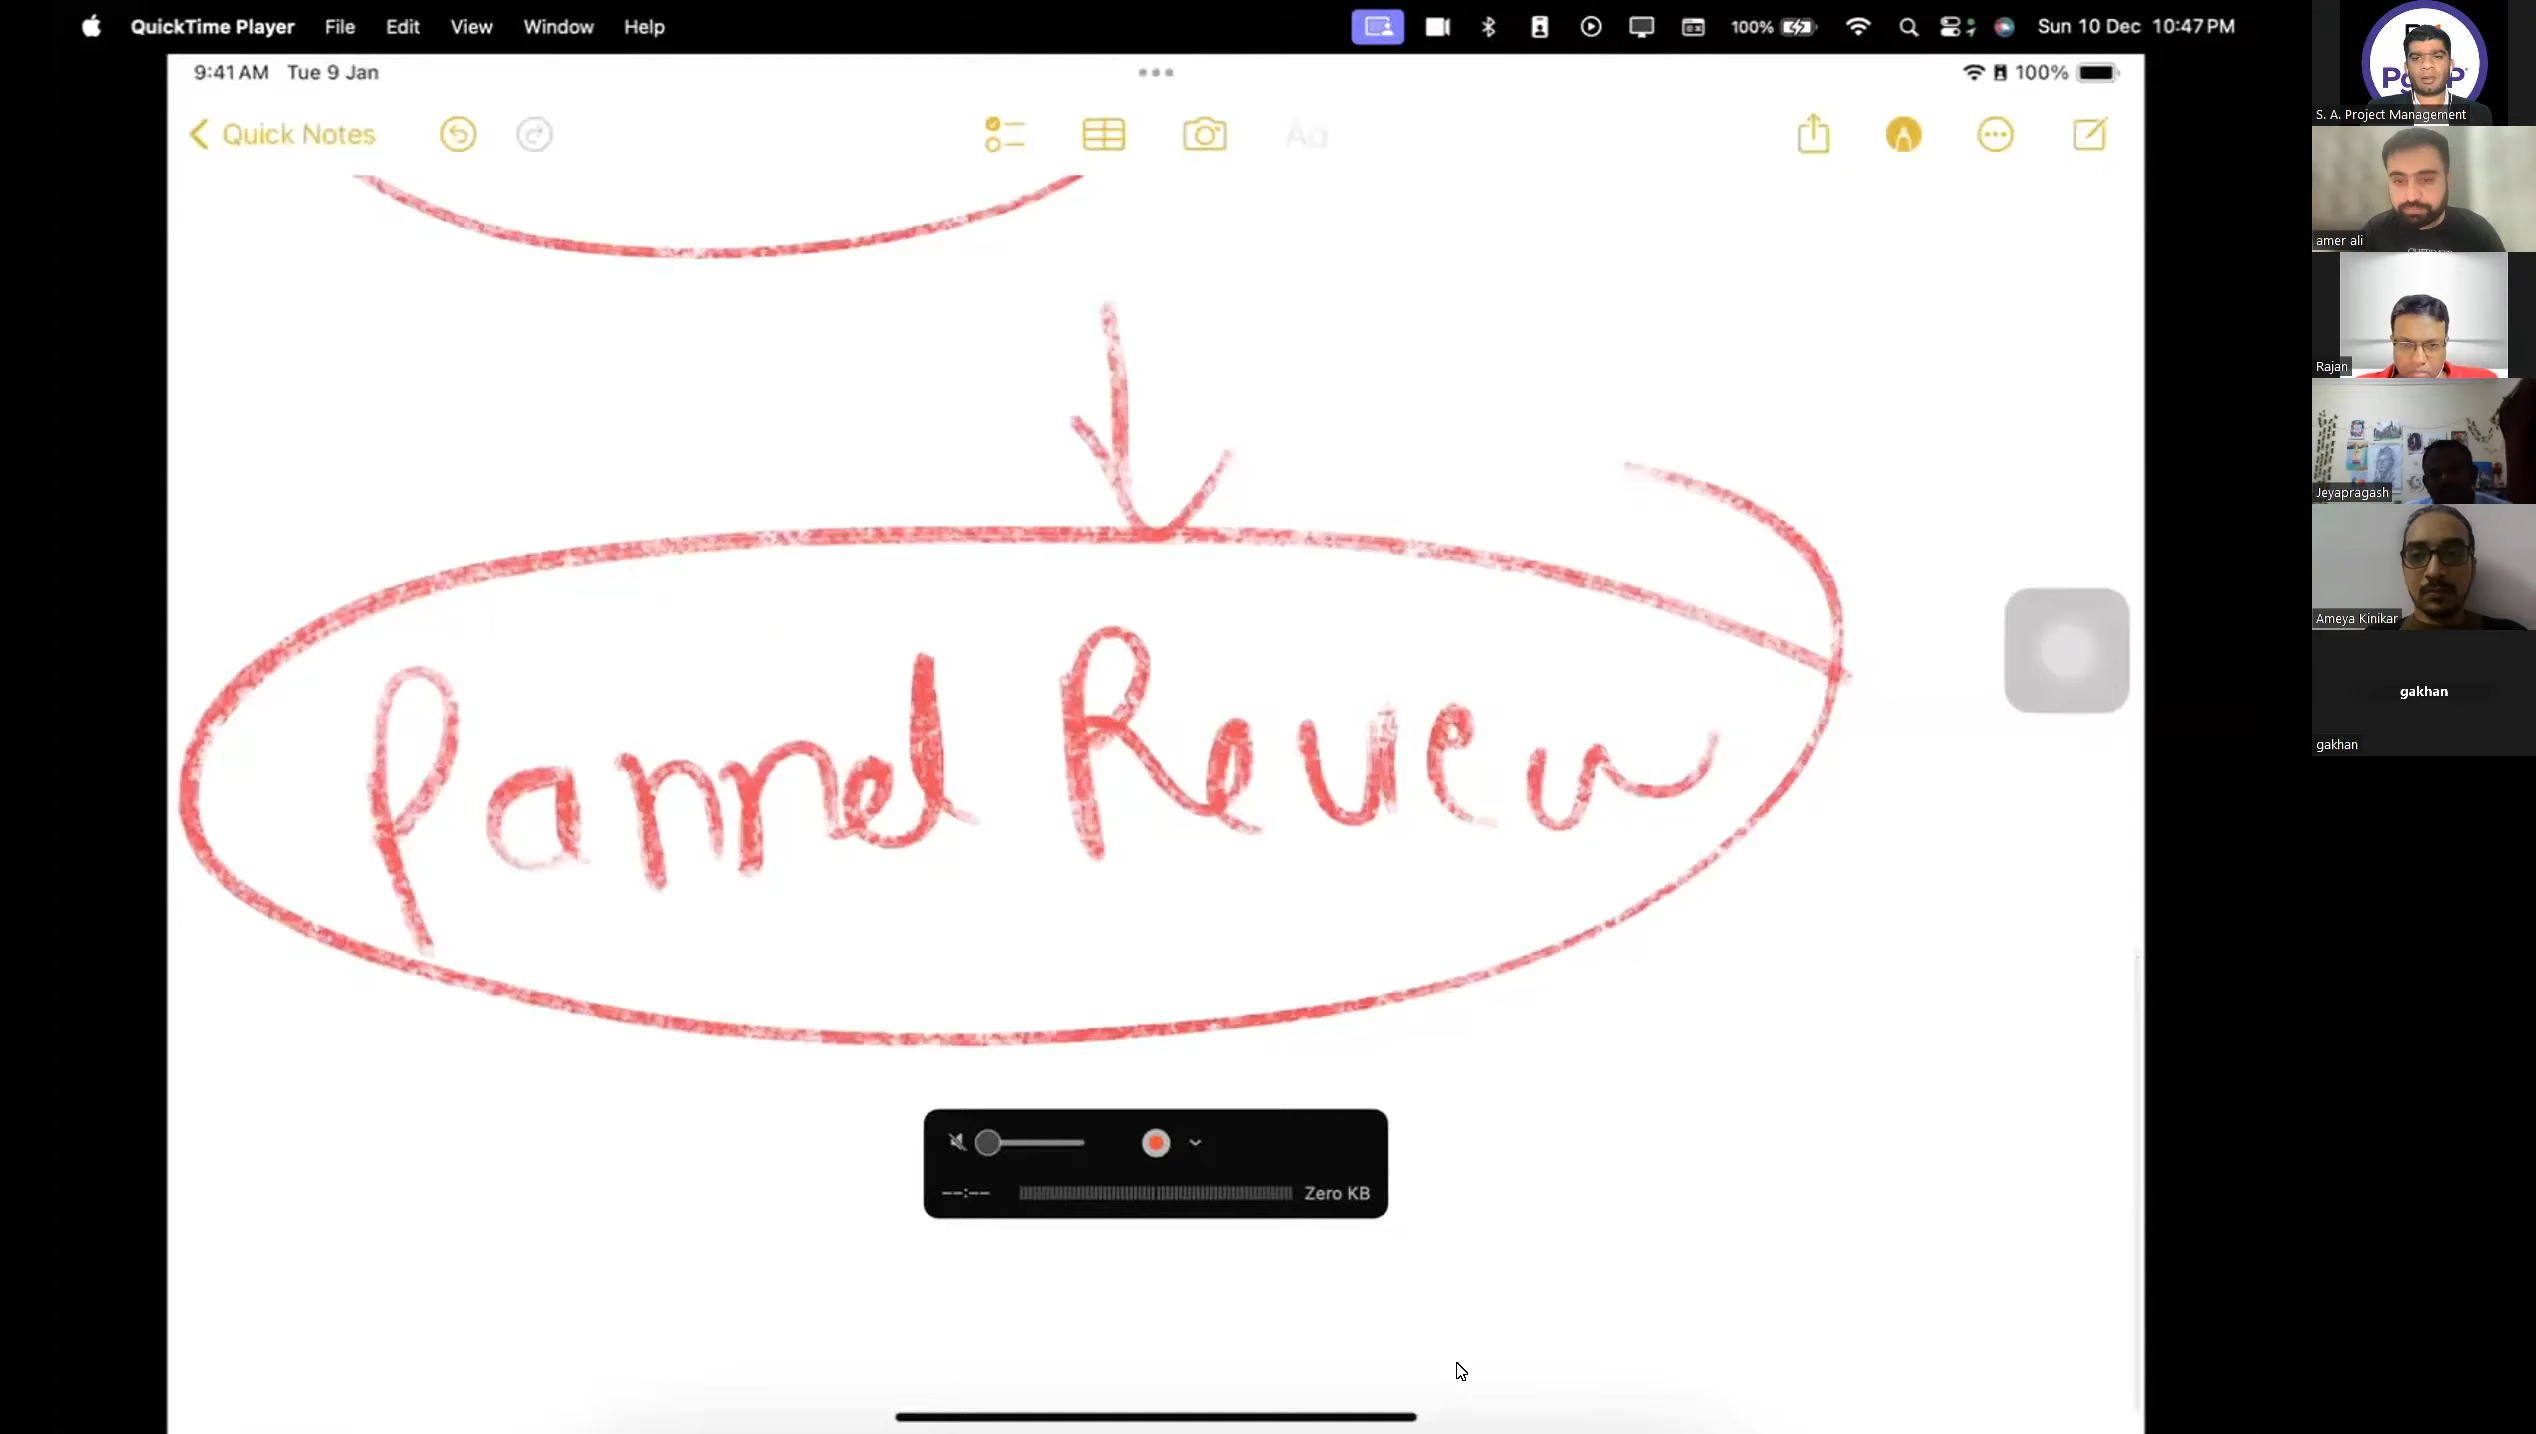 QuickTime Player File Edit View Window Help 100% Sun 10 Dec 10:47 PM
9:41 AM Tue 9 Jan 100%
Quick Notes Aa
Pannel Review
--:-- Zero KB
S. A. Project Management
amer ali
Rajan
Jeyapragash
Ameya Kinikar
gakhan
gakhan